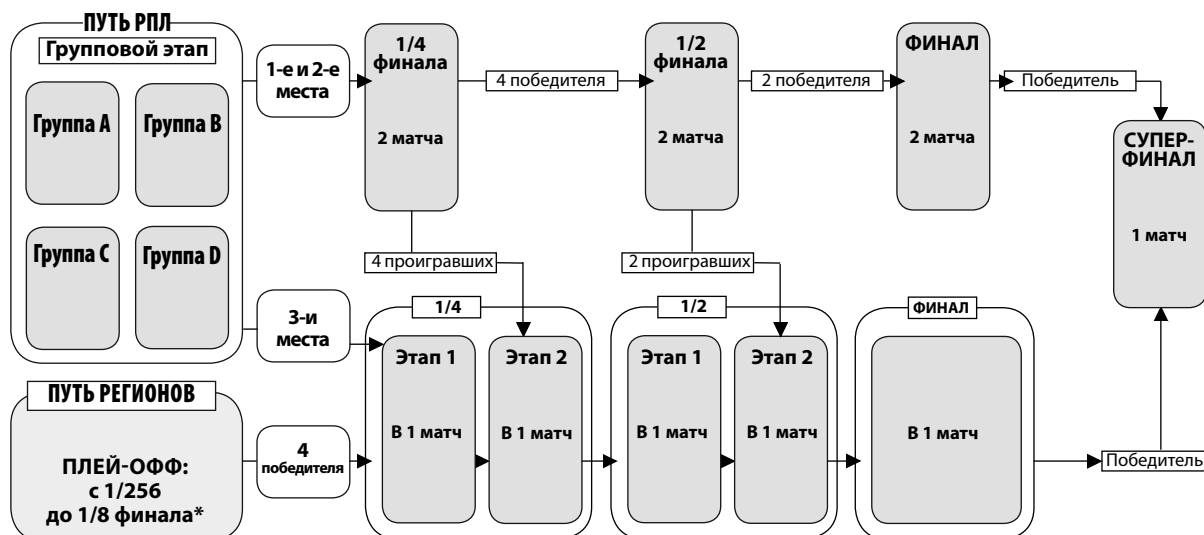 ПУТЬ РПЛ
Групповой этап
Группа A
Группа B
Группа C
Группа D
1-е и 2-е
места
1/4
финала
2 матча
4 победителя
1/2
финала
2 матча
2 победителя
ФИНАЛ
2 матча
Победитель
СУПЕР-
ФИНАЛ
1 матч
4 проигравших
2 проигравших
3-и
места
1/4
Этап 1
В 1 матч
Этап 2
В 1 матч
1/2
Этап 1
В 1 матч
Этап 2
В 1 матч
ФИНАЛ
В 1 матч
Победитель
ПУТЬ РЕГИОНОВ
ПЛЕЙ-ОФФ:
с 1/256
до 1/8 финала*
4
победителя